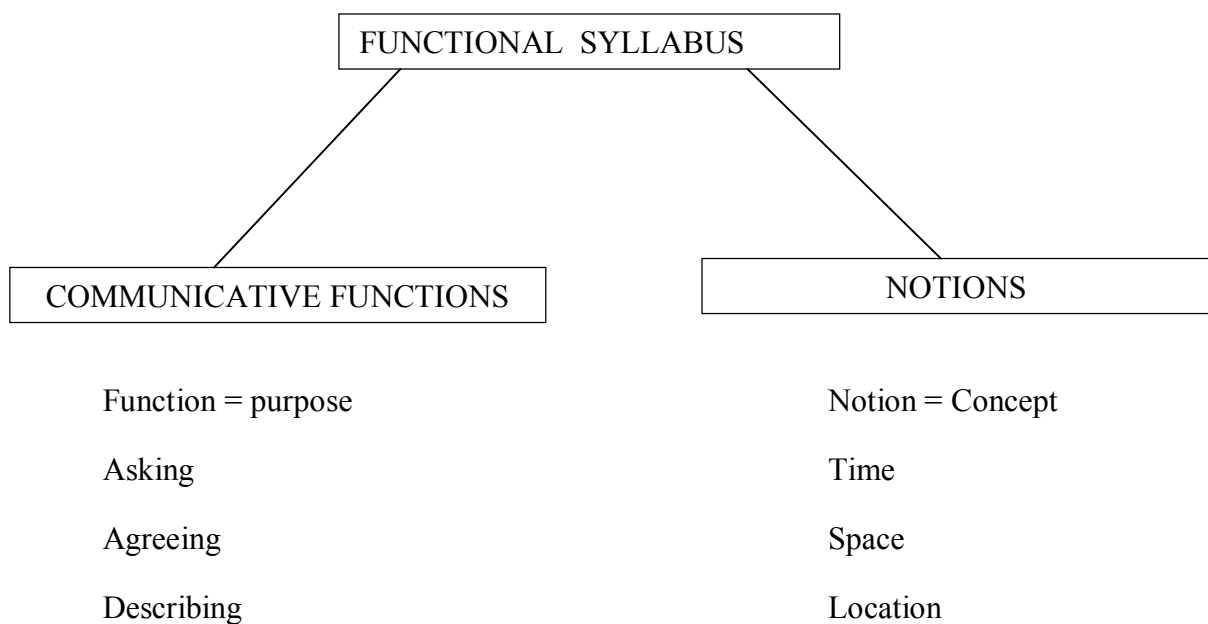 FUNCTIONAL SYLLABUS
COMMUNICATIVE FUNCTIONS
NOTIONS
Function = purpose
Asking
Agreeing
Describing
Notion = Concept
Time
Space
Location